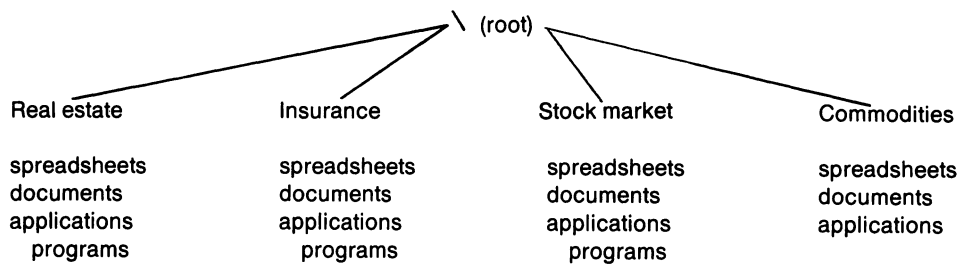 \ (root)
Real estate Insurance Stock market Commodities
spreadsheets spreadsheets spreadsheets spreadsheets
documents documents documents documents
applications applications applications applications
programs programs programs